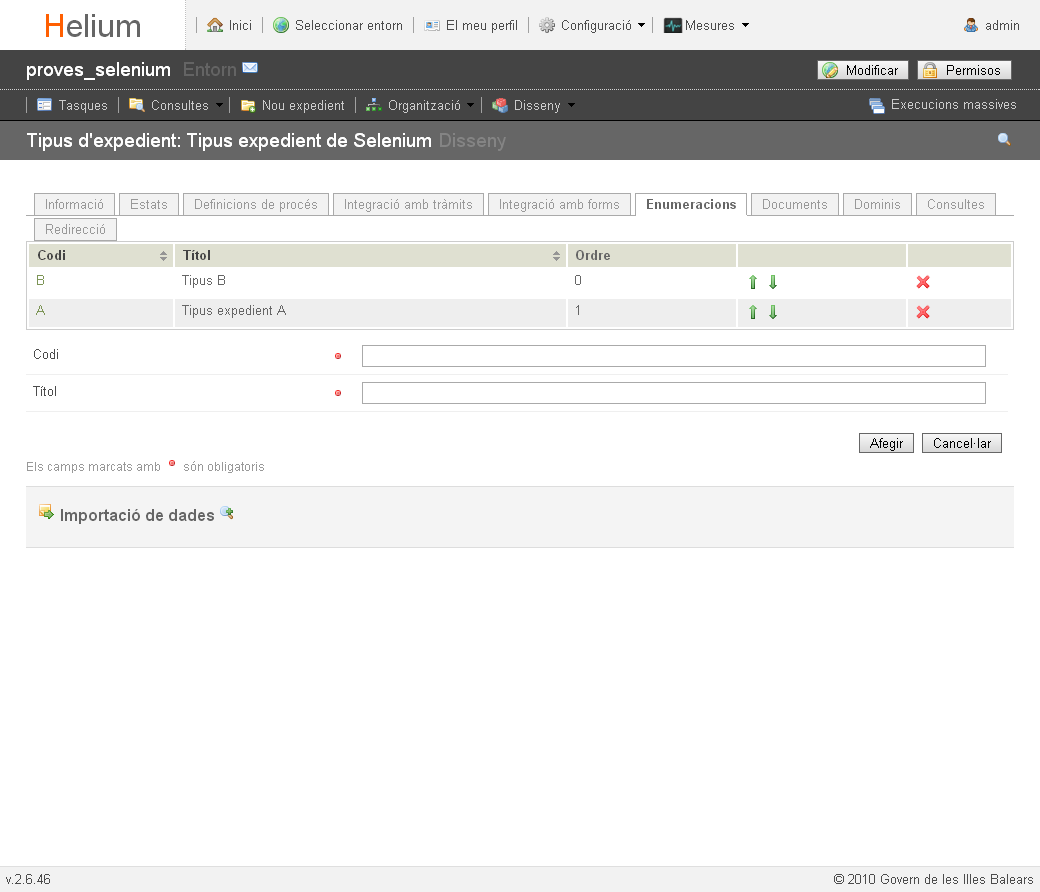 Helium
Inici Seleccionar entorn El meu perfil Configuració Mesures admin
proves_selenium Entorn Modificar Permisos
Tasques Consultes Nou expedient Organització Disseny Execucions massives
Tipus d'expedient: Tipus expedient de Selenium Disseny
Informació Estats Definicions de procés Integració amb tràmits Integració amb forms Enumeracions Documents Dominis Consultes
Redirecció
Codi Títol Ordre
B Tipus B 0
A Tipus expedient A 1
Codi
Títol
Afegir Cancel·lar
Els camps marcats amb són obligatoris
Importació de dades
v.2.6.46 © 2010 Govern de les Illes Balears